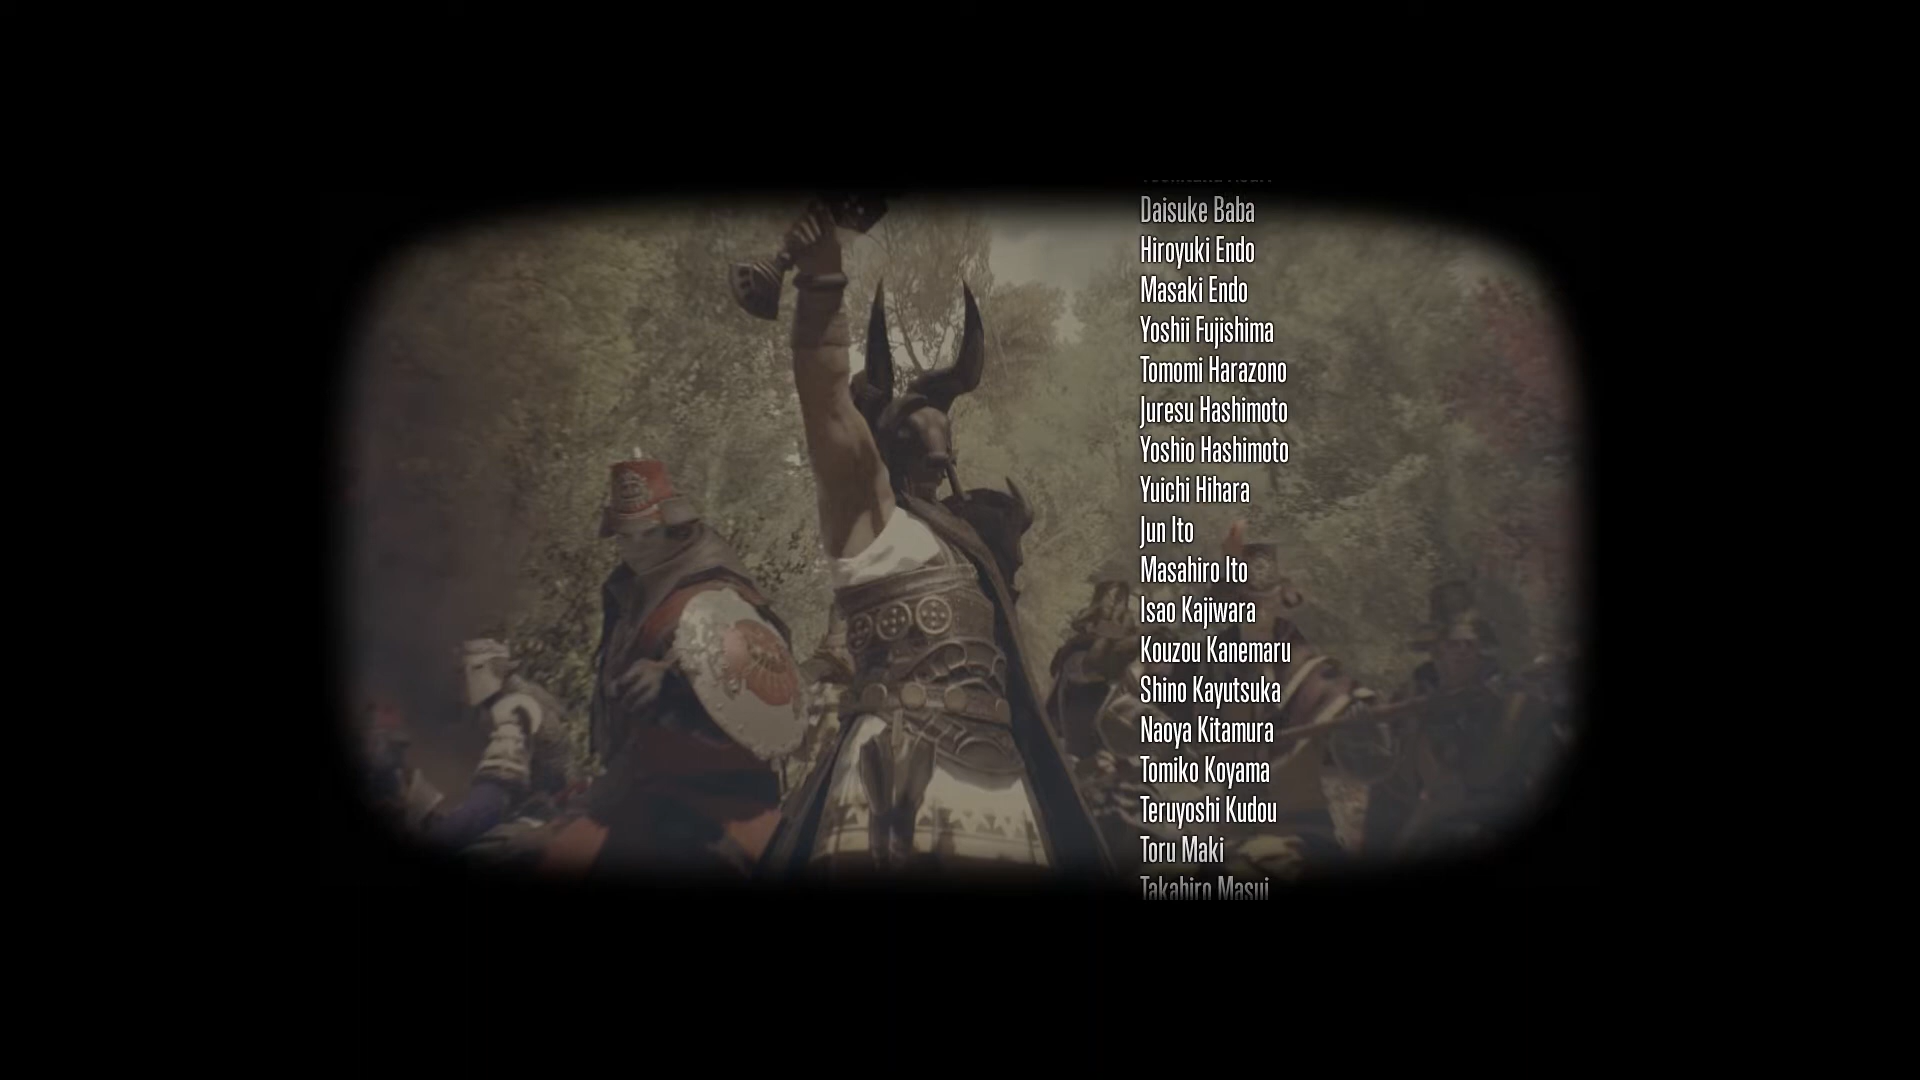 Daisuke Baba
Hiroyuki Endo
Masaki Endo
Yoshii Fujishima
Tomomi Harazono
Juresu Hashimoto
Yoshio Hashimoto
Yuichi Hihara
Jun Ito
Masahiro Ito
Isao Kajiwara
Kouzou Kanemaru
Shino Kayutsuka
Naoya Kitamura
Tomiko Koyama
Teruyoshi Kudou
Toru Maki
Takahiro Masui